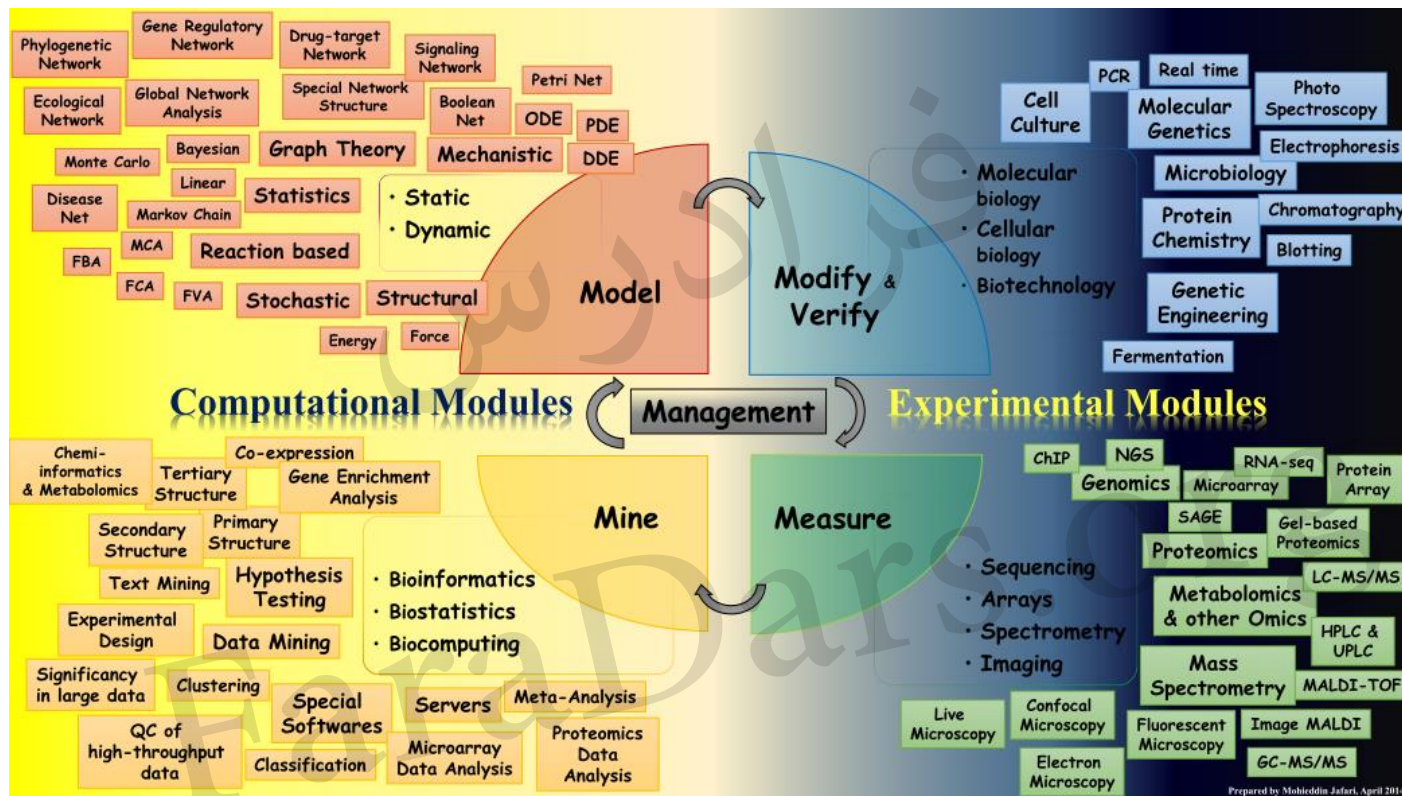 Phylogenetic
Network
Gene Regulatory
Network
Drug-target
Network
Signaling
Network
Petri Net
Ecological
Network
Global Network
Analysis
Special Network
Structure
Boolean
Net
ODE
PDE
DDE
Monte Carlo
Bayesian
Graph Theory
Mechanistic
Linear
Disease
Net
Markov Chain
Statistics
MCA
FBA
Reaction based
FCA
FVA
Stochastic
Structural
Energy
Force
· Static
· Dynamic
Model
PCR
Real time
Cell
Culture
Molecular
Genetics
Photo
Spectroscopy
Electrophoresis
Microbiology
Protein
Chemistry
Chromatography
Blotting
Genetic
Engineering
Fermentation
· Molecular
biology
· Cellular
biology
· Biotechnology
Modify &
Verify
Computational Modules
Management
Experimental Modules
Chemi-
informatics
& Metabolomics
Co-expression
Tertiary
Structure
Gene Enrichment
Analysis
Secondary
Structure
Primary
Structure
Text Mining
Hypothesis
Testing
Experimental
Design
Data Mining
Significancy
in large data
Clustering
Special
Softwares
Servers
Meta-Analysis
QC of
high-throughput
data
Classification
Microarray
Data Analysis
Proteomics
Data
Analysis
· Bioinformatics
· Biostatistics
· Biocomputing
Mine
Measure
· Sequencing
· Arrays
· Spectrometry
· Imaging
ChIP
NGS
RNA-seq
Protein
Array
Genomics
Microarray
SAGE
Gel-based
Proteomics
Proteomics
LC-MS/MS
Metabolomics
& other Omics
HPLC &
UPLC
Mass
Spectrometry
MALDI-TOF
Live
Microscopy
Confocal
Microscopy
Fluorescent
Microscopy
Image MALDI
Electron
Microscopy
GC-MS/MS
فرادرس
FaraDars.org